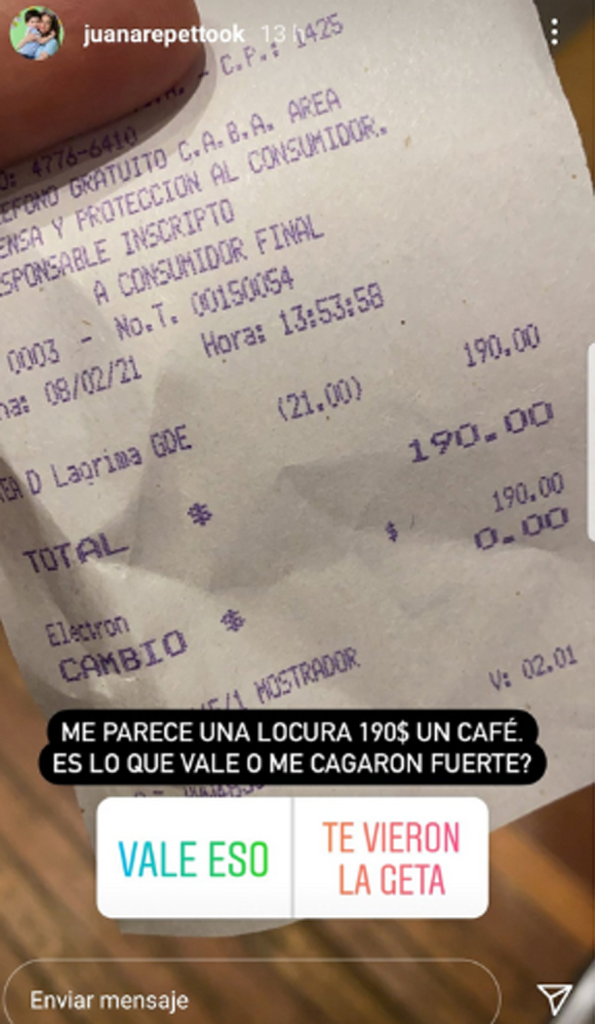 juanarepettook 13 h
C.P.: 1425
4776-6410
GRATUITO C.A.B.A. AREA
Y PROTECCION AL CONSUMIDOR.
INSCRIPTO
A CONSUMIDOR FINAL
0003 - No.T. 00150054
08/02/21 Hora: 13:53:58
(21.00) 190.00
D Lagrima GDE 190.00
TOTAL $
Electron $ 190.00
CAMBIO $ 0.00
/1 MOSTRADOR V: 02.01
ME PARECE UNA LOCURA 190$ UN CAFÉ.
ES LO QUE VALE O ME CAGARON FUERTE?
VALE ESO
TE VIERON
LA GETA
Enviar mensaje